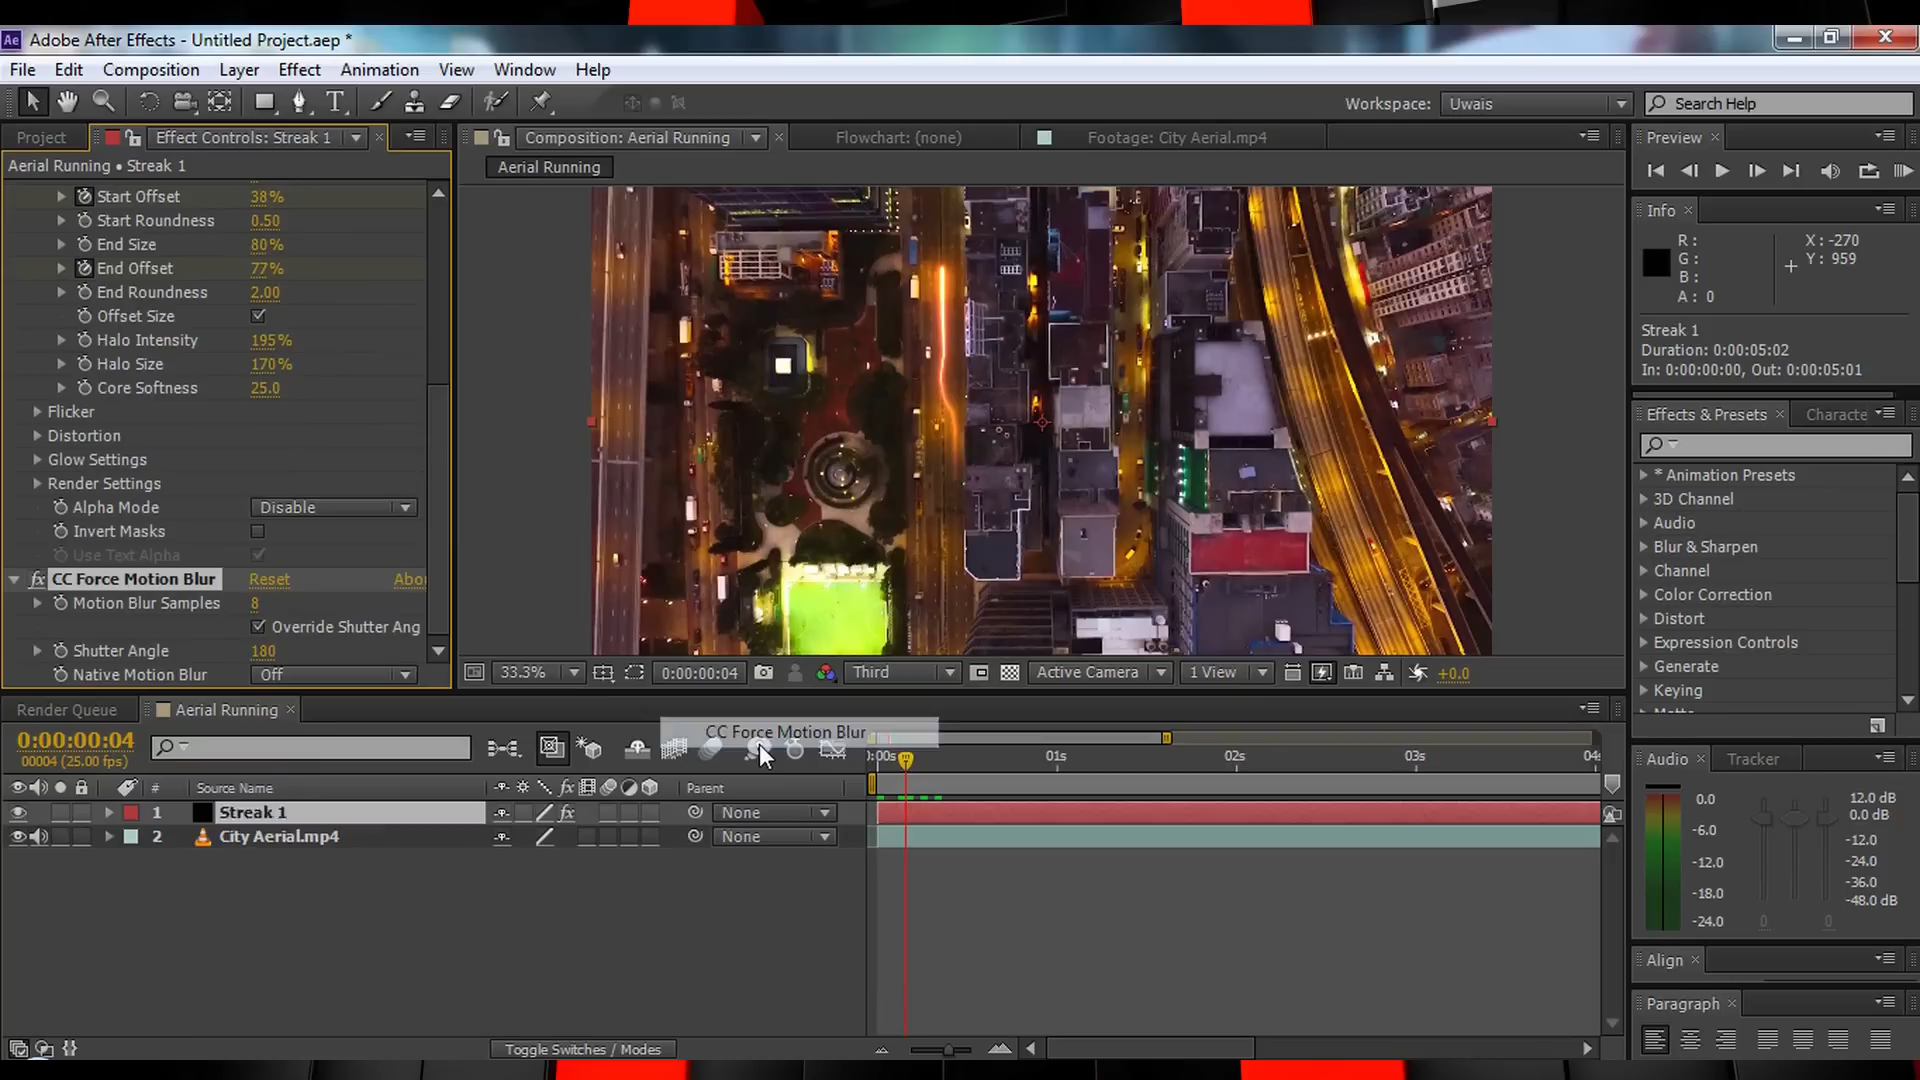 Ae Adobe After Effects - Untitled Project.aep *
File Edit Composition Layer Effect Animation View Window Help
Workspace: Uwais Search Help
Project Effect Controls: Streak 1
Aerial Running • Streak 1
Start Offset 38%
Start Roundness 0.50
End Size 80%
End Offset 77%
End Roundness 2.00
Offset Size
Halo Intensity 195%
Halo Size 170%
Core Softness 25.0
Flicker
Distortion
Glow Settings
Render Settings
Alpha Mode Disable
Invert Masks
Use Text Alpha
fx CC Force Motion Blur Reset Abou
Motion Blur Samples 8
Override Shutter Ang
Shutter Angle 180
Native Motion Blur Off
Composition: Aerial Running Flowchart: (none) Footage: City Aerial.mp4
Aerial Running
33.3% 0:00:00:04 Third Active Camera 1 View +0.0
Preview
Info
R :
G :
B :
A : 0
X : -270
Y : 959
Streak 1
Duration: 0:00:05:02
In: 0:00:00:00, Out: 0:00:05:01
Effects & Presets Characte
* Animation Presets
3D Channel
Audio
Blur & Sharpen
Channel
Color Correction
Distort
Expression Controls
Generate
Keying
Matte
Render Queue Aerial Running
0:00:00:04
00004 (25.00 fps)
CC Force Motion Blur
):00s 01s 02s 03s 04s
# Source Name fx Parent
1 Streak 1 fx None
2 City Aerial.mp4 None
Toggle Switches / Modes
Audio Tracker
0.0
-6.0
-12.0
-18.0
-24.0
12.0 dB
0.0 dB
-12.0
-24.0
-36.0
-48.0 dB
0 0
Align
Paragraph